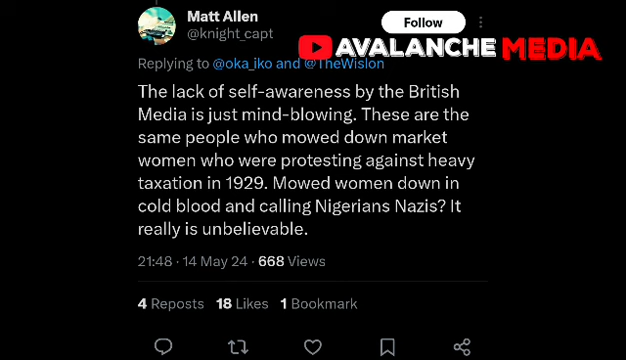 Matt Allen
Follow
@knight_capt
AVALANCHE MEDIA
Replying to @oka_iko and @TheWislon
The lack of self-awareness by the British
Media is just mind-blowing. These are the
same people who mowed down market
women who were protesting against heavy
taxation in 1929. Mowed women down in
cold blood and calling Nigerians Nazis? It
really is unbelievable.
21:48 · 14 May 24 · 668 Views
4 Reposts 18 Likes 1 Bookmark